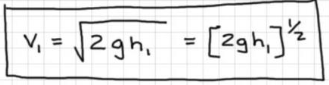 V₁ = √2gh₁ = [2gh₁]^½